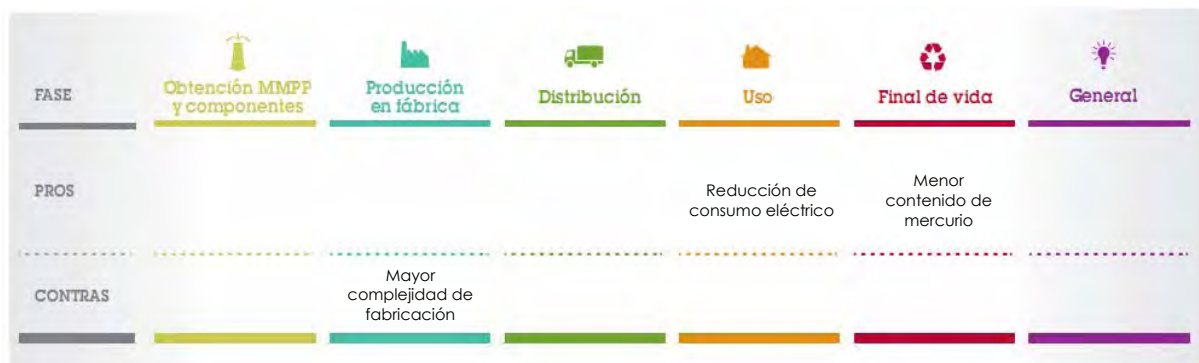 FASE
Obtención MMPP
y componentes
Producción
en fábrica
Distribución
Uso
Final de vida
General
PROS
Reducción de
consumo eléctrico
Menor
contenido de
mercurio
CONTRAS
Mayor
complejidad de
fabricación